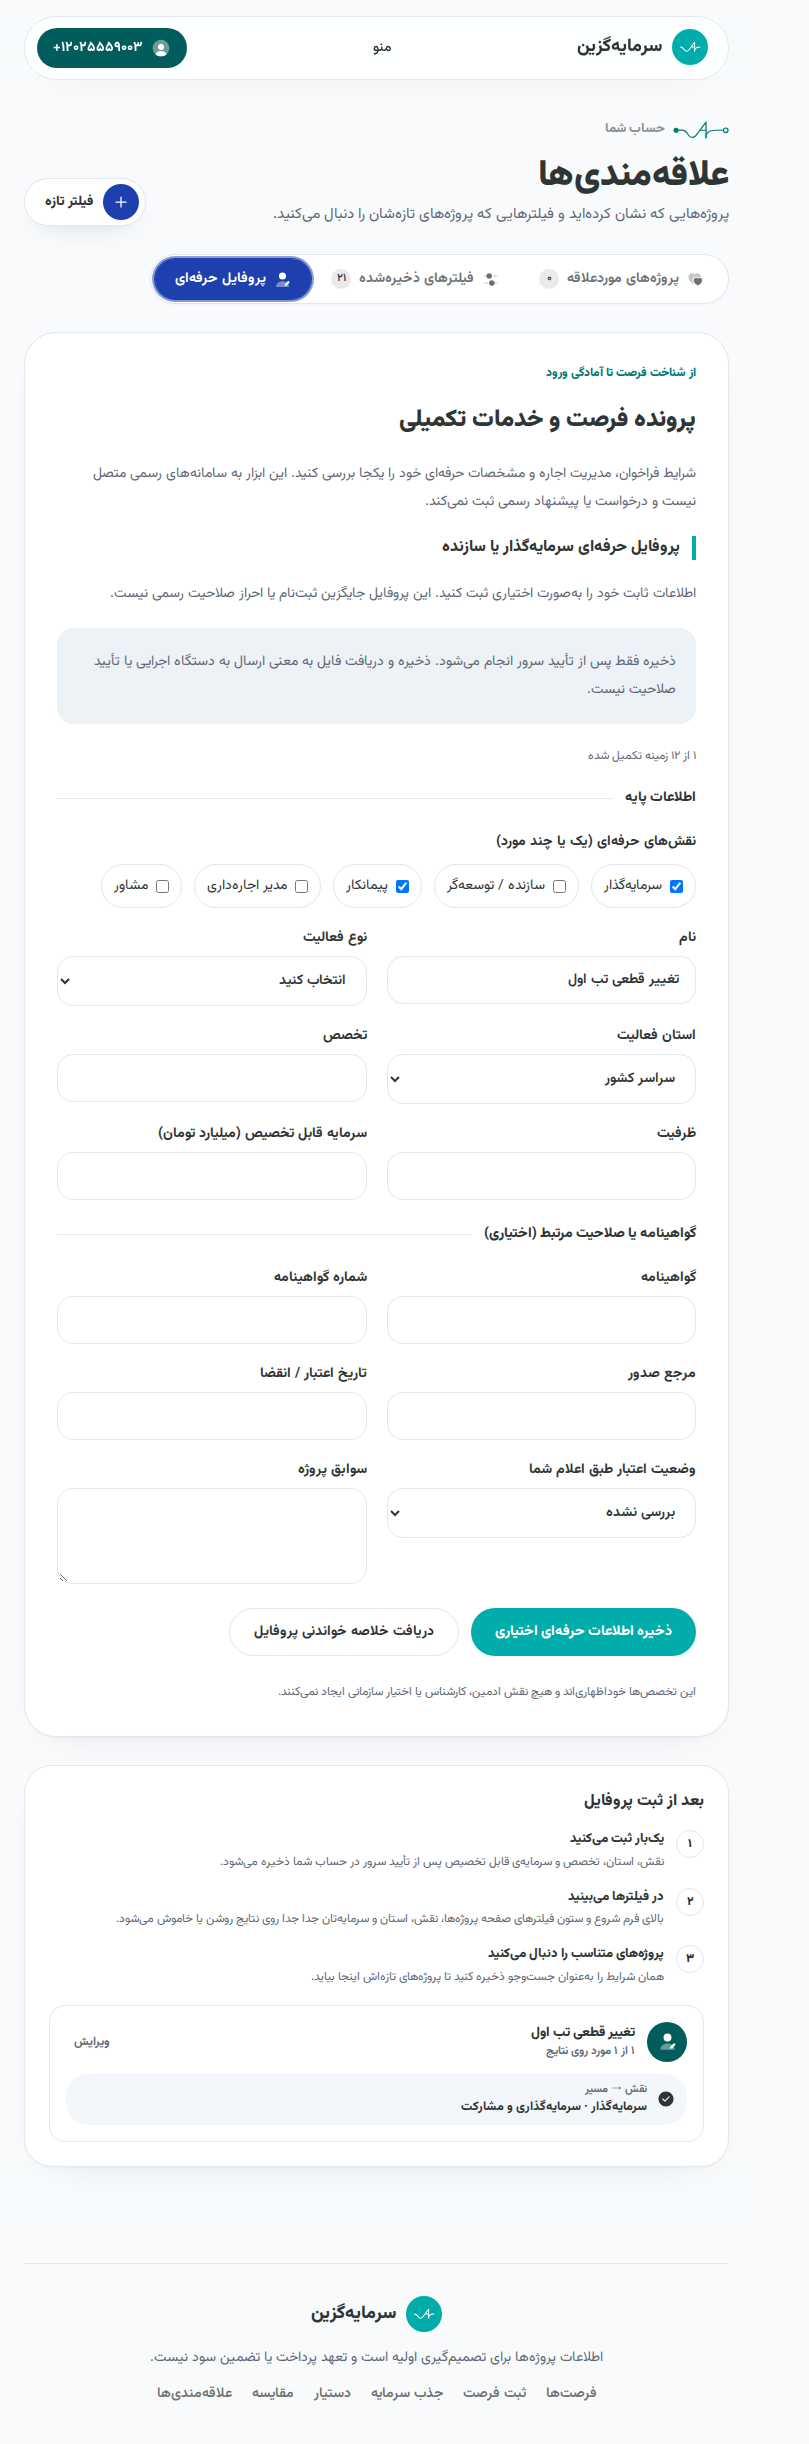 سرمایه‌گزین
منو
+۱۲۰۲۵۵۵۹۰۰۳
حساب شما
علاقه‌مندی‌ها
پروژه‌هایی که نشان کرده‌اید و فیلترهایی که پروژه‌های تازه‌شان را دنبال می‌کنید.
فیلتر تازه
پروژه‌های موردعلاقه ۰
فیلترهای ذخیره‌شده ۲۱
پروفایل حرفه‌ای
از شناخت فرصت تا آمادگی ورود
پرونده فرصت و خدمات تکمیلی
شرایط فراخوان، مدیریت اجاره و مشخصات حرفه‌ای خود را یکجا بررسی کنید. این ابزار به سامانه‌های رسمی متصل
نیست و درخواست یا پیشنهاد رسمی ثبت نمی‌کند.
پروفایل حرفه‌ای سرمایه‌گذار یا سازنده
اطلاعات ثابت خود را به‌صورت اختیاری ثبت کنید. این پروفایل جایگزین ثبت‌نام یا احراز صلاحیت رسمی نیست.
ذخیره فقط پس از تأیید سرور انجام می‌شود. ذخیره و دریافت فایل به معنی ارسال به دستگاه اجرایی یا تأیید
صلاحیت نیست.
۱ از ۱۲ زمینه تکمیل شده
اطلاعات پایه
نقش‌های حرفه‌ای (یک یا چند مورد)
سرمایه‌گذار
سازنده / توسعه‌گر
پیمانکار
مدیر اجاره‌داری
مشاور
نام
نوع فعالیت
تغییر قطعی تب اول
انتخاب کنید
استان فعالیت
تخصص
سراسر کشور
ظرفیت
سرمایه قابل تخصیص (میلیارد تومان)
گواهینامه یا صلاحیت مرتبط (اختیاری)
گواهینامه
شماره گواهینامه
مرجع صدور
تاریخ اعتبار / انقضا
وضعیت اعتبار طبق اعلام شما
سوابق پروژه
بررسی نشده
ذخیره اطلاعات حرفه‌ای اختیاری
دریافت خلاصه خواندنی پروفایل
این تخصص‌ها خوداظهاری‌اند و هیچ نقش ادمین، کارشناس یا اختیار سازمانی ایجاد نمی‌کنند.
بعد از ثبت پروفایل
۱
یک‌بار ثبت می‌کنید
نقش، استان، تخصص و سرمایه‌ی قابل تخصیص پس از تأیید سرور در حساب شما ذخیره می‌شود.
۲
در فیلترها می‌بینید
بالای فرم شروع و ستون فیلترهای صفحه پروژه‌ها، نقش، استان و سرمایه‌تان جدا جدا روی نتایج روشن یا خاموش می‌شود.
۳
پروژه‌های متناسب را دنبال می‌کنید
همان شرایط را به‌عنوان جست‌وجو ذخیره کنید تا پروژه‌های تازه‌اش اینجا بیاید.
تغییر قطعی تب اول
۱ از ۱ مورد روی نتایج
ویرایش
نقش ← مسیر
سرمایه‌گذار · سرمایه‌گذاری و مشارکت
سرمایه‌گزین
اطلاعات پروژه‌ها برای تصمیم‌گیری اولیه است و تعهد پرداخت یا تضمین سود نیست.
فرصت‌ها ثبت فرصت جذب سرمایه دستیار مقایسه علاقه‌مندی‌ها